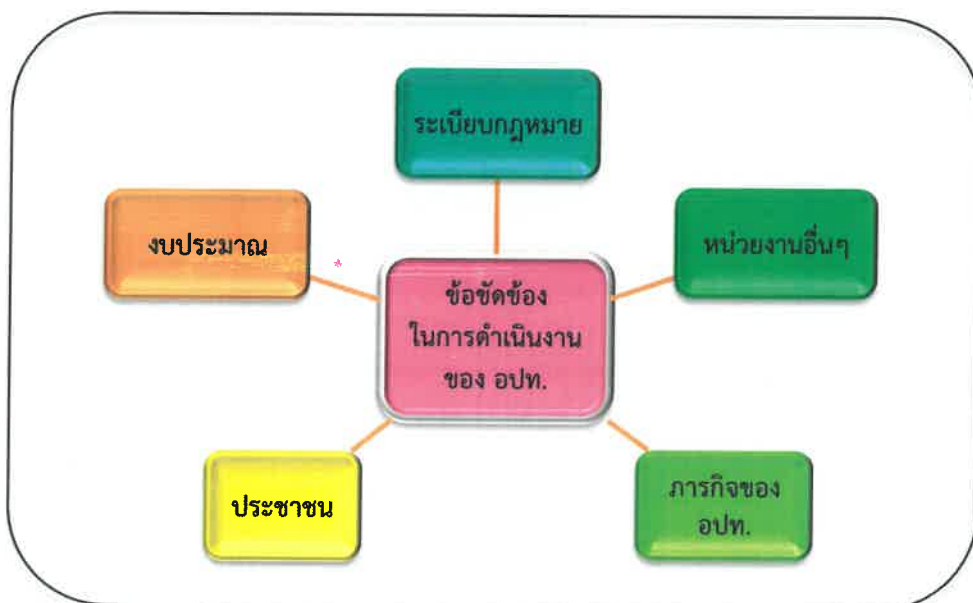 ระเบียบกฎหมาย
งบประมาณ
หน่วยงานอื่นๆ
ข้อขัดข้อง
ในการดำเนินงาน
ของ อปท.
ประชาชน
ภารกิจของ
อปท.